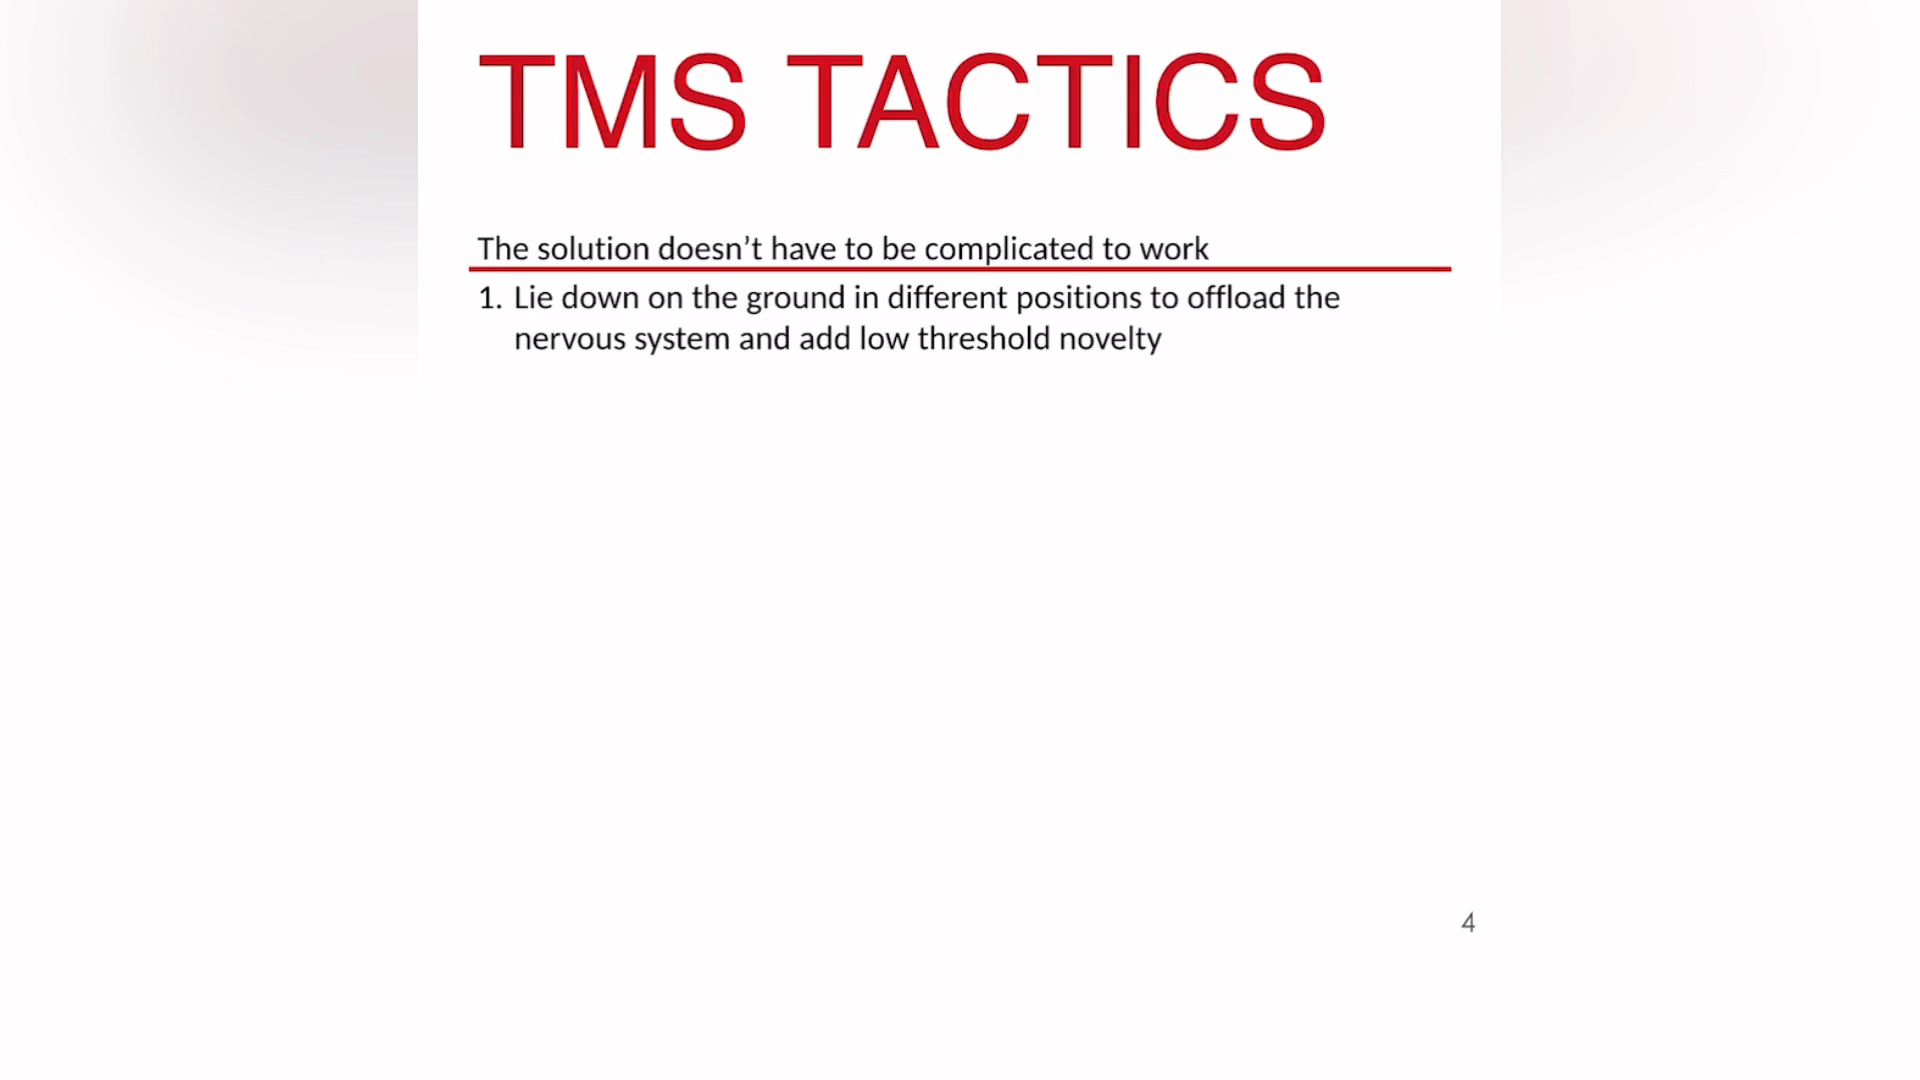 TMS TACTICS
The solution doesn’t have to be complicated to work
1. Lie down on the ground in different positions to offload the
nervous system and add low threshold novelty
4